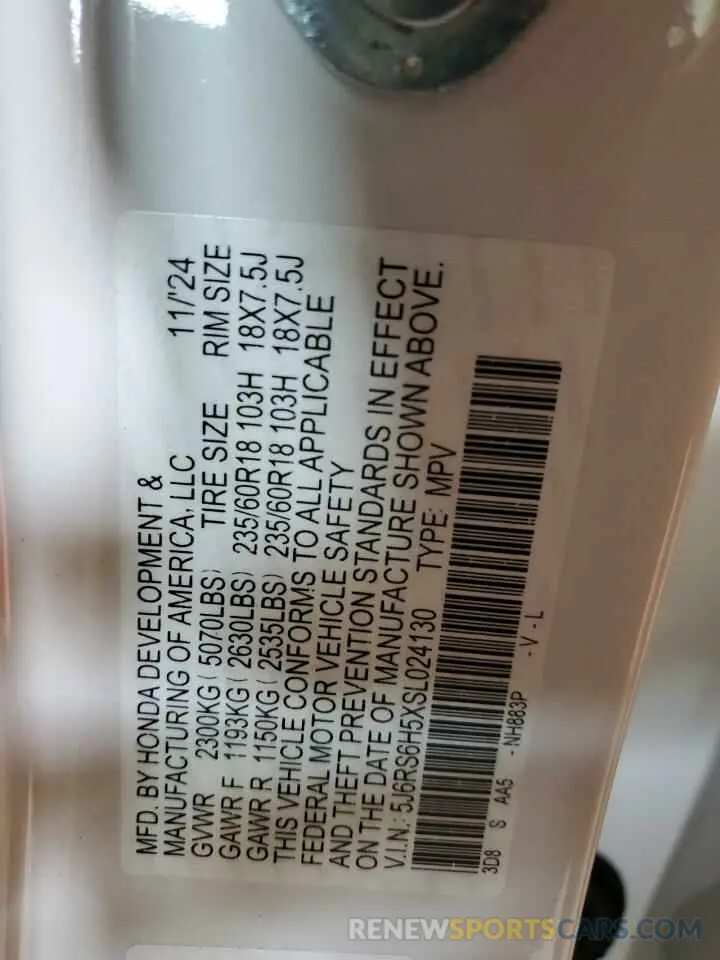 MFD. BY HONDA DEVELOPMENT &
MANUFACTURING OF AMERICA, LLC 11/'24
GVWR 2300KG ( 5070LBS) TIRE SIZE RIM SIZE
GAWR F 1193KG ( 2630LBS) 235/60R18 103H 18X7.5J
GAWR R 1150KG ( 2535LBS) 235/60R18 103H 18X7.5J
THIS VEHICLE CONFORMS TO ALL APPLICABLE
FEDERAL MOTOR VEHICLE SAFETY
AND THEFT PREVENTION STANDARDS IN EFFECT
ON THE DATE OF MANUFACTURE SHOWN ABOVE.
V.I.N.: 5J6RS6H5XSL024130 TYPE: MPV
3D8 S AA5 - NH883P - V - L
RENEWSPORTSCARS.COM